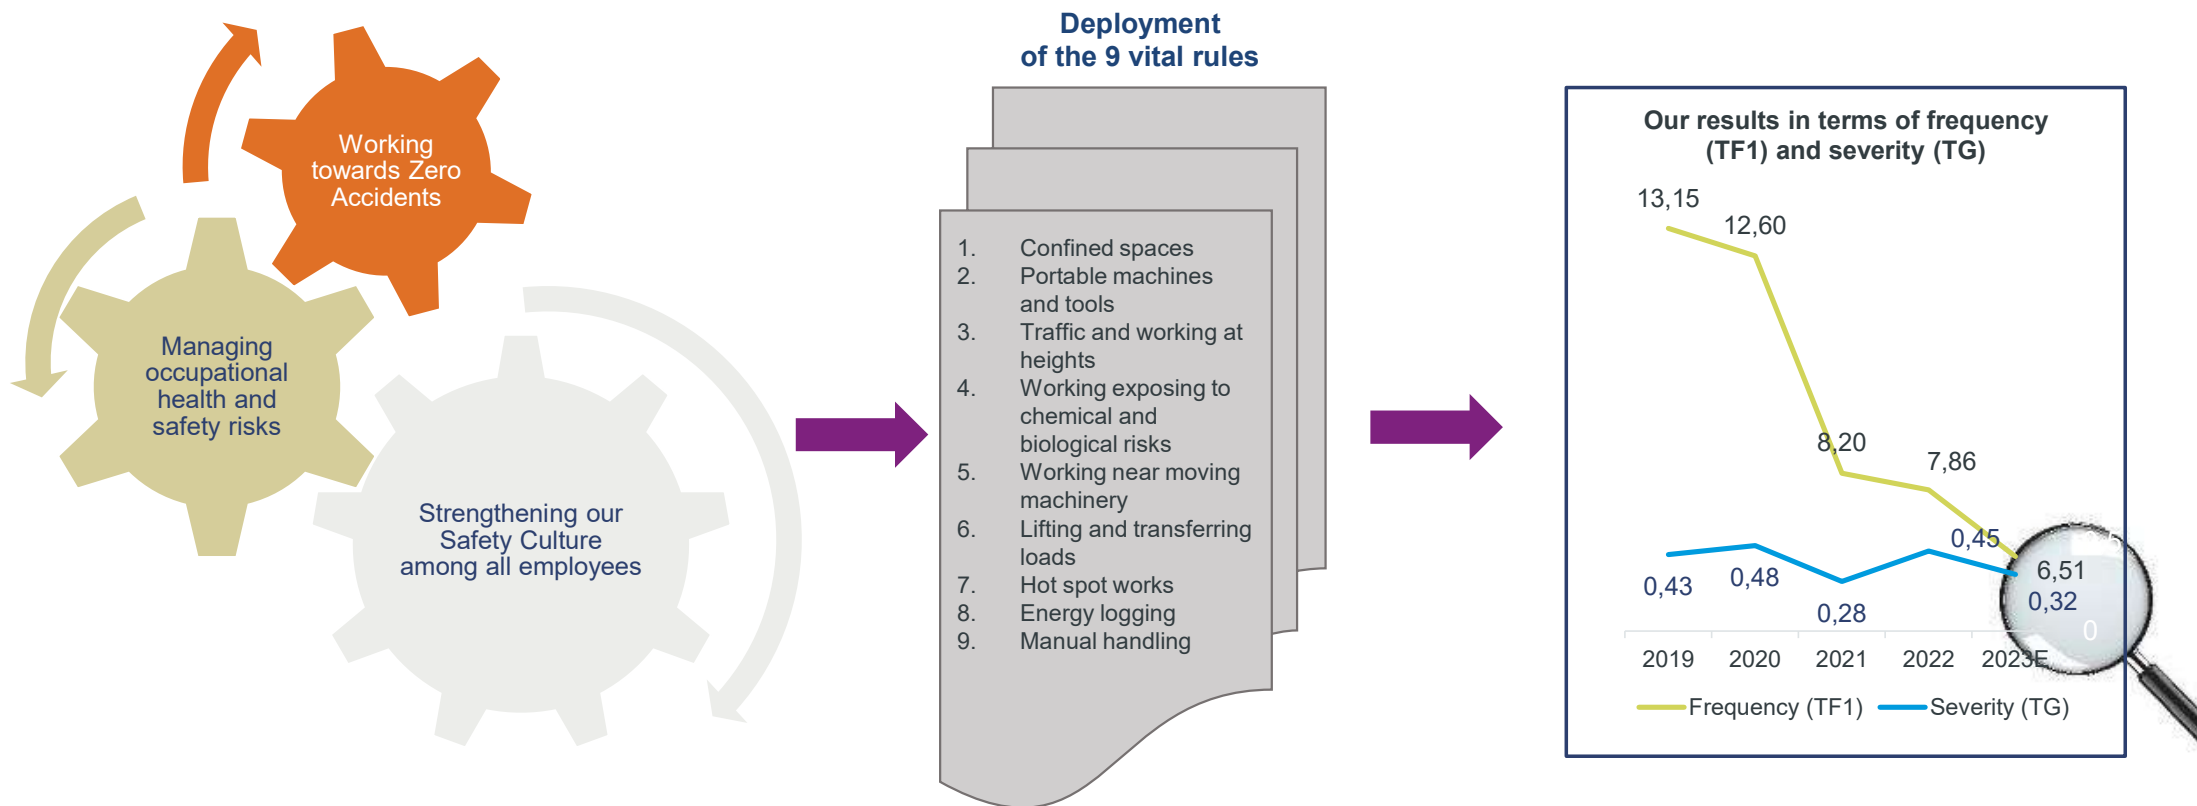 Working
towards Zero
Accidents
Managing
occupational
health and
safety risks
Strengthening our
Safety Culture
among all employees
Deployment
of the 9 vital rules
1. Confined spaces
2. Portable machines
and tools
3. Traffic and working at
heights
4. Working exposing to
chemical and
biological risks
5. Working near moving
machinery
6. Lifting and transferring
loads
7. Hot spot works
8. Energy logging
9. Manual handling
Our results in terms of frequency
(TF1) and severity (TG)
13,15
12,60
8,20
7,86
6,51
0,43
0,48
0,28
0,45
0,32
0
2019 2020 2021 2022 2023E
Frequency (TF1) Severity (TG)